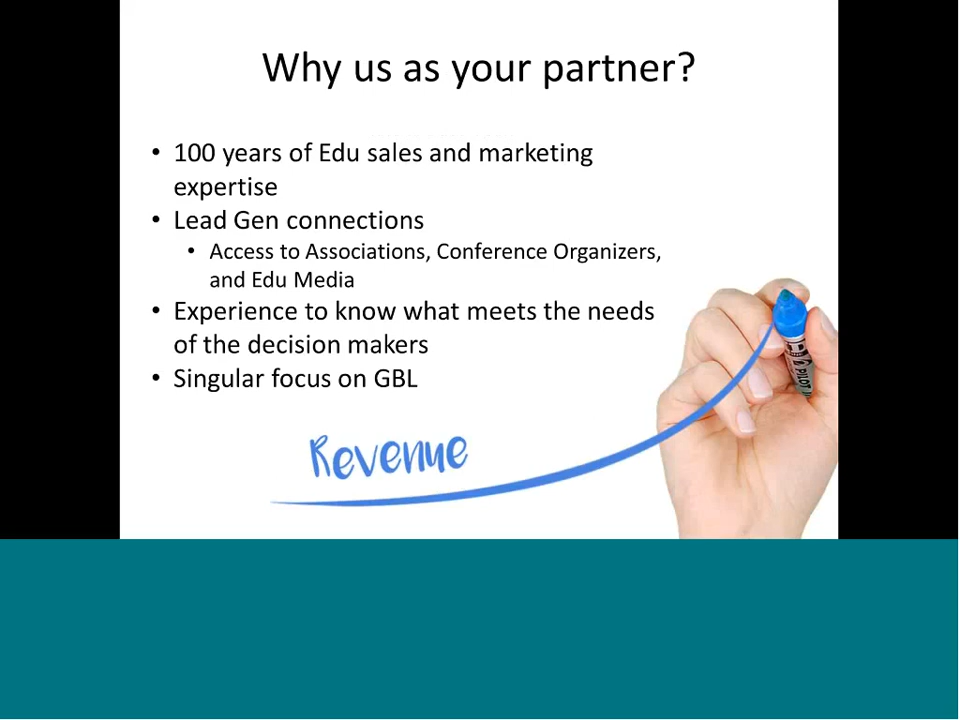 Why us as your partner?
• 100 years of Edu sales and marketing
expertise
• Lead Gen connections
• Access to Associations, Conference Organizers,
and Edu Media
• Experience to know what meets the needs
of the decision makers
• Singular focus on GBL
Revenue
PILOT